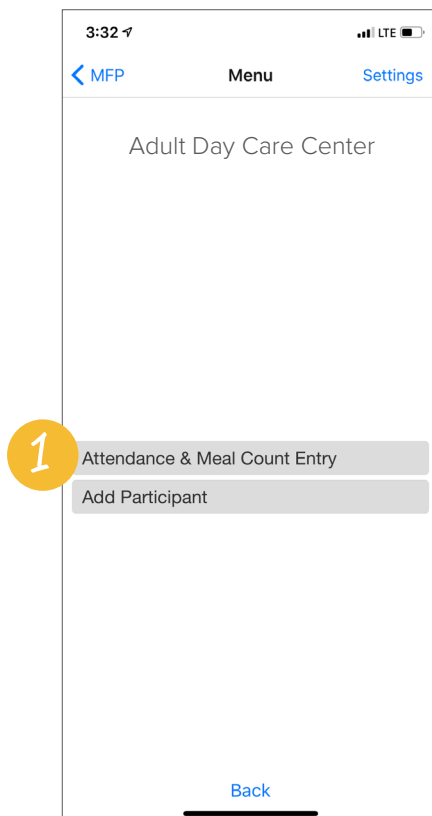 3:32 LTE
MFP Menu Settings
Adult Day Care Center
1
Attendance & Meal Count Entry
Add Participant
Back